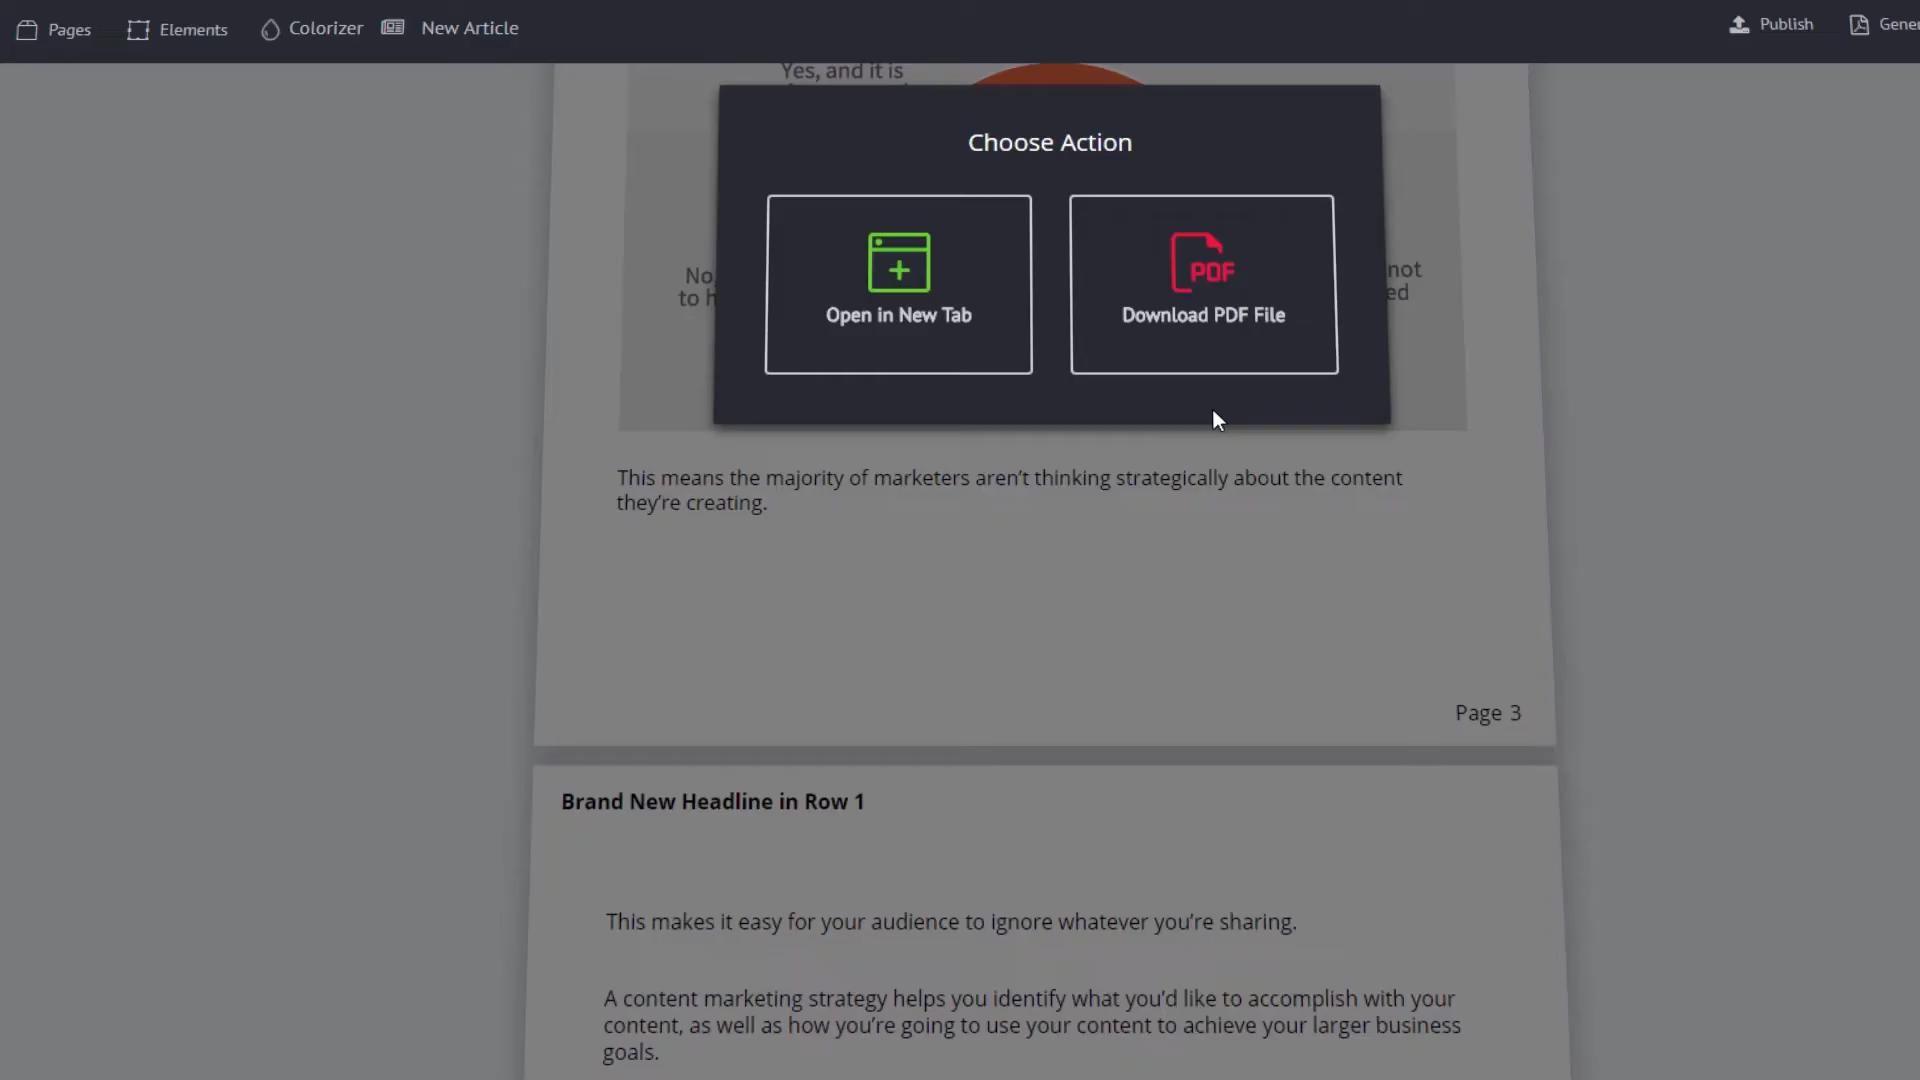 Pages Elements Colorizer New Article Publish
Yes, and it is
Choose Action
No, not
to ed
Open in New Tab Download PDF File
This means the majority of marketers aren't thinking strategically about the content
they're creating.
Page 3
Brand New Headline in Row 1
This makes it easy for your audience to ignore whatever you're sharing.
A content marketing strategy helps you identify what you'd like to accomplish with your
content, as well as how you're going to use your content to achieve your larger business
goals.